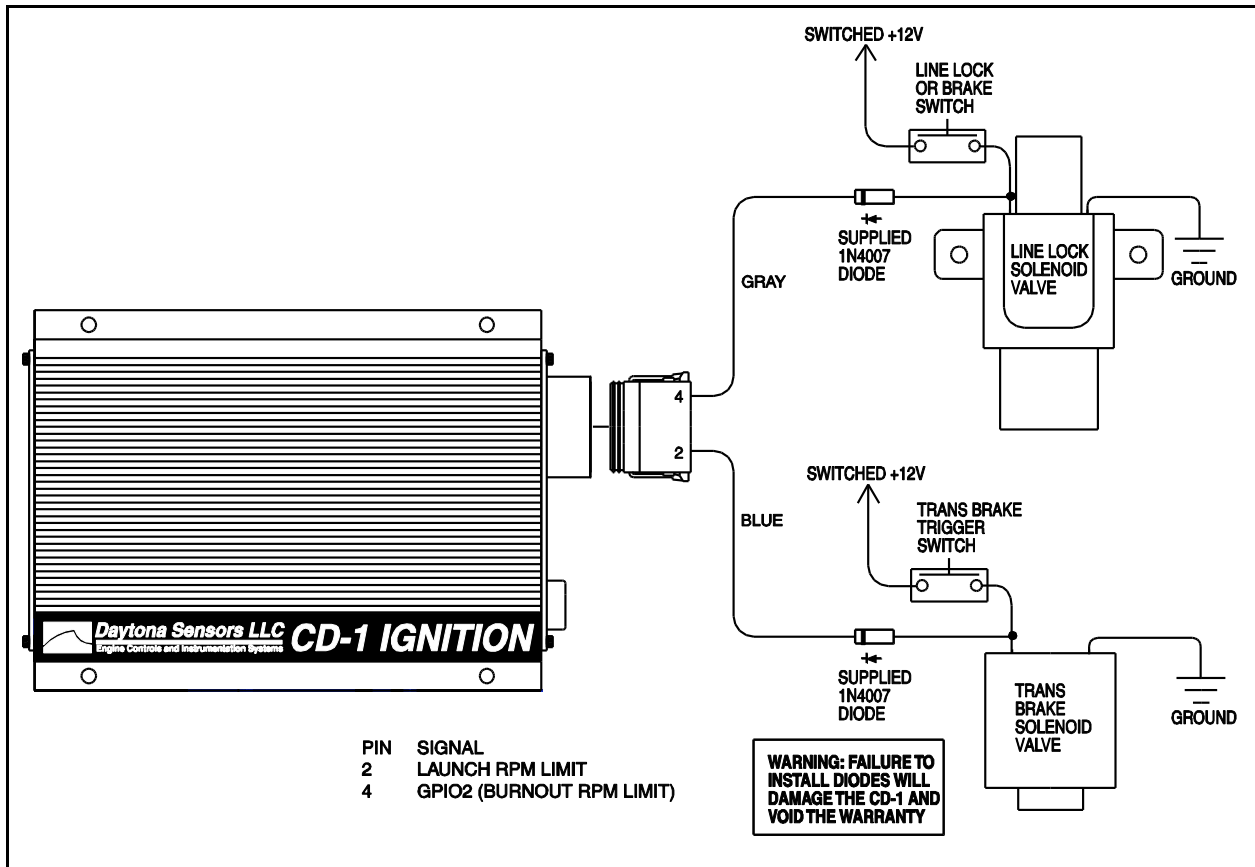 SWITCHED +12V
LINE LOCK
OR BRAKE
SWITCH
SUPPLIED
1N4007
DIODE
LINE LOCK
SOLENOID
VALVE
GROUND
GRAY
4
2
BLUE
SWITCHED +12V
TRANS BRAKE
TRIGGER
SWITCH
SUPPLIED
1N4007
DIODE
TRANS
BRAKE
SOLENOID
VALVE
GROUND
Daytona Sensors LLC
Engine Controls and Instrumentation Systems
CD-1 IGNITION
PIN SIGNAL
2 LAUNCH RPM LIMIT
4 GPIO2 (BURNOUT RPM LIMIT)
WARNING: FAILURE TO
INSTALL DIODES WILL
DAMAGE THE CD-1 AND
VOID THE WARRANTY